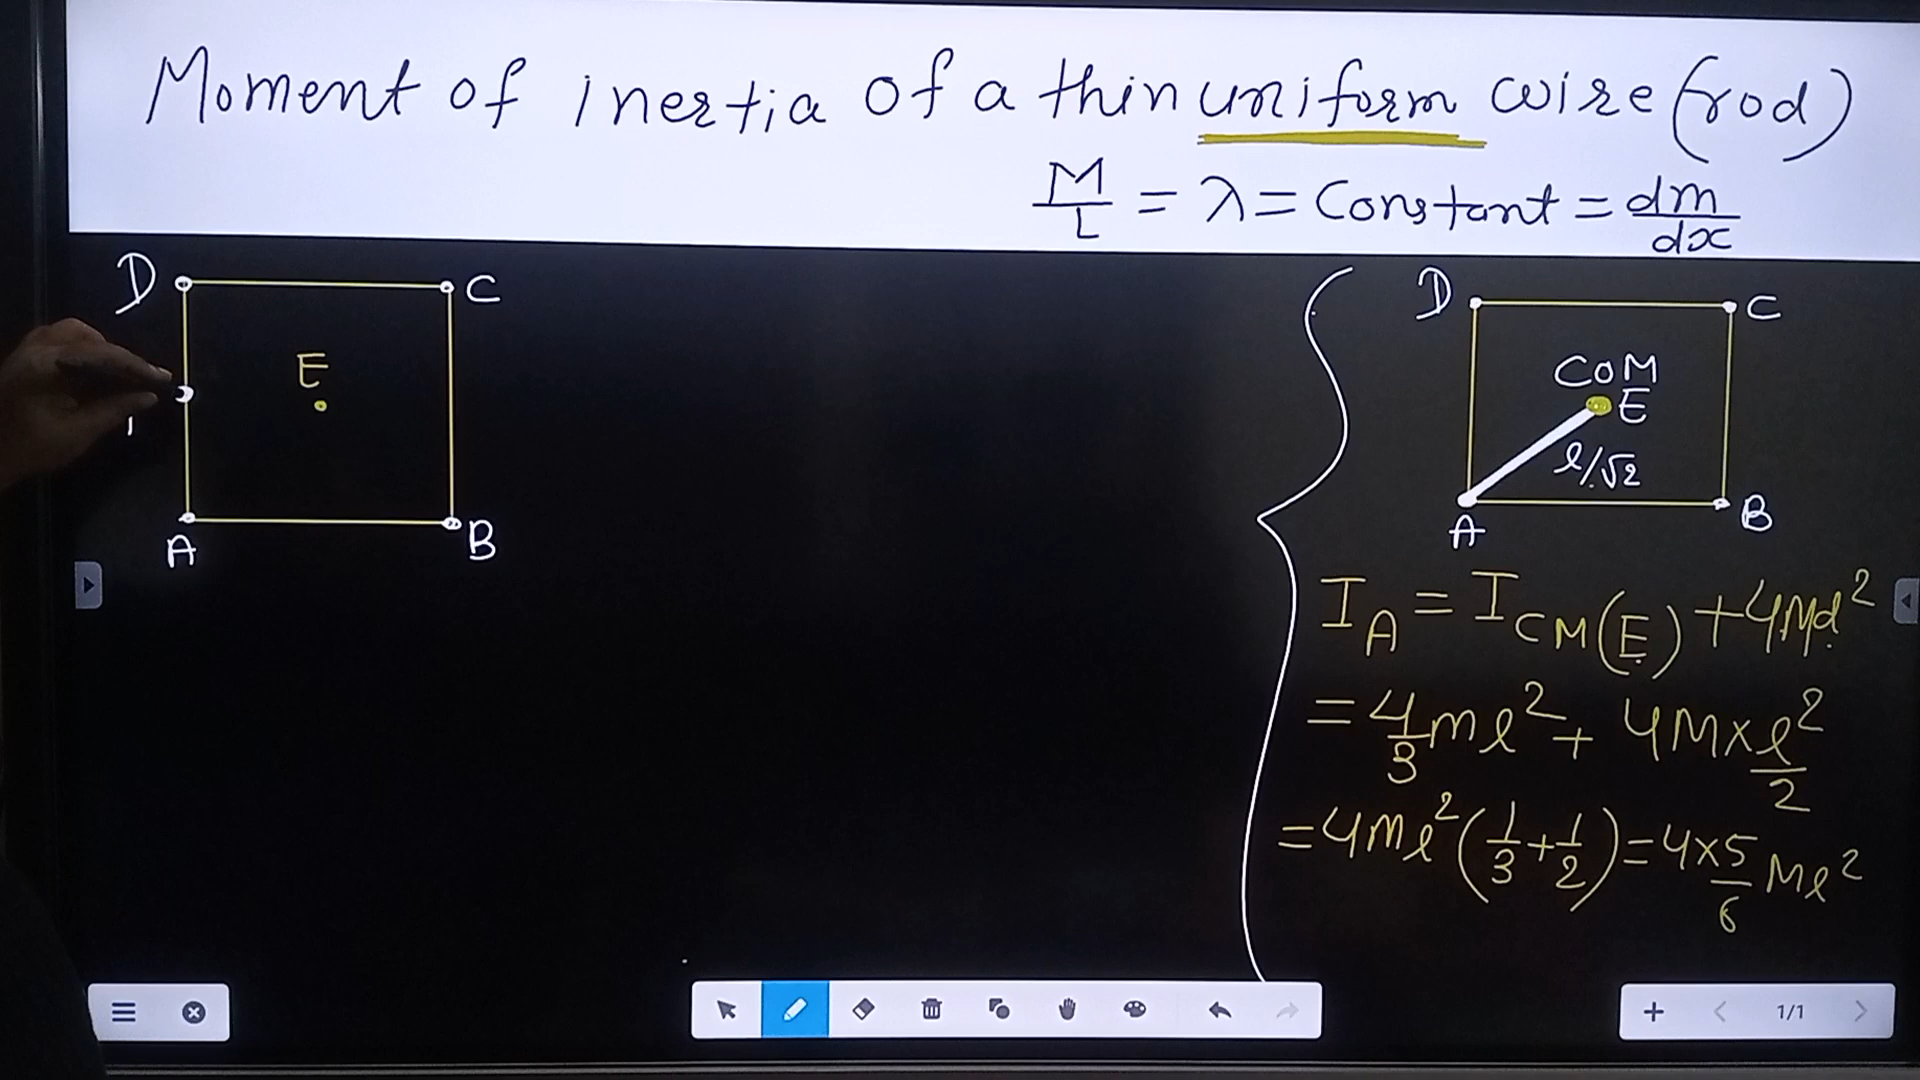 Moment of inertia of a thin uniform wire (rod)
M/L = λ = Constant = dm/dx
D C
E
A B
D C
COM
E
l/√2
A B
I_A = I_CM(E) + 4Md²
= 4/3 ml² + 4M × l²/2
= 4Ml² (1/3 + 1/2) = 4×5/6 Ml²
1/1